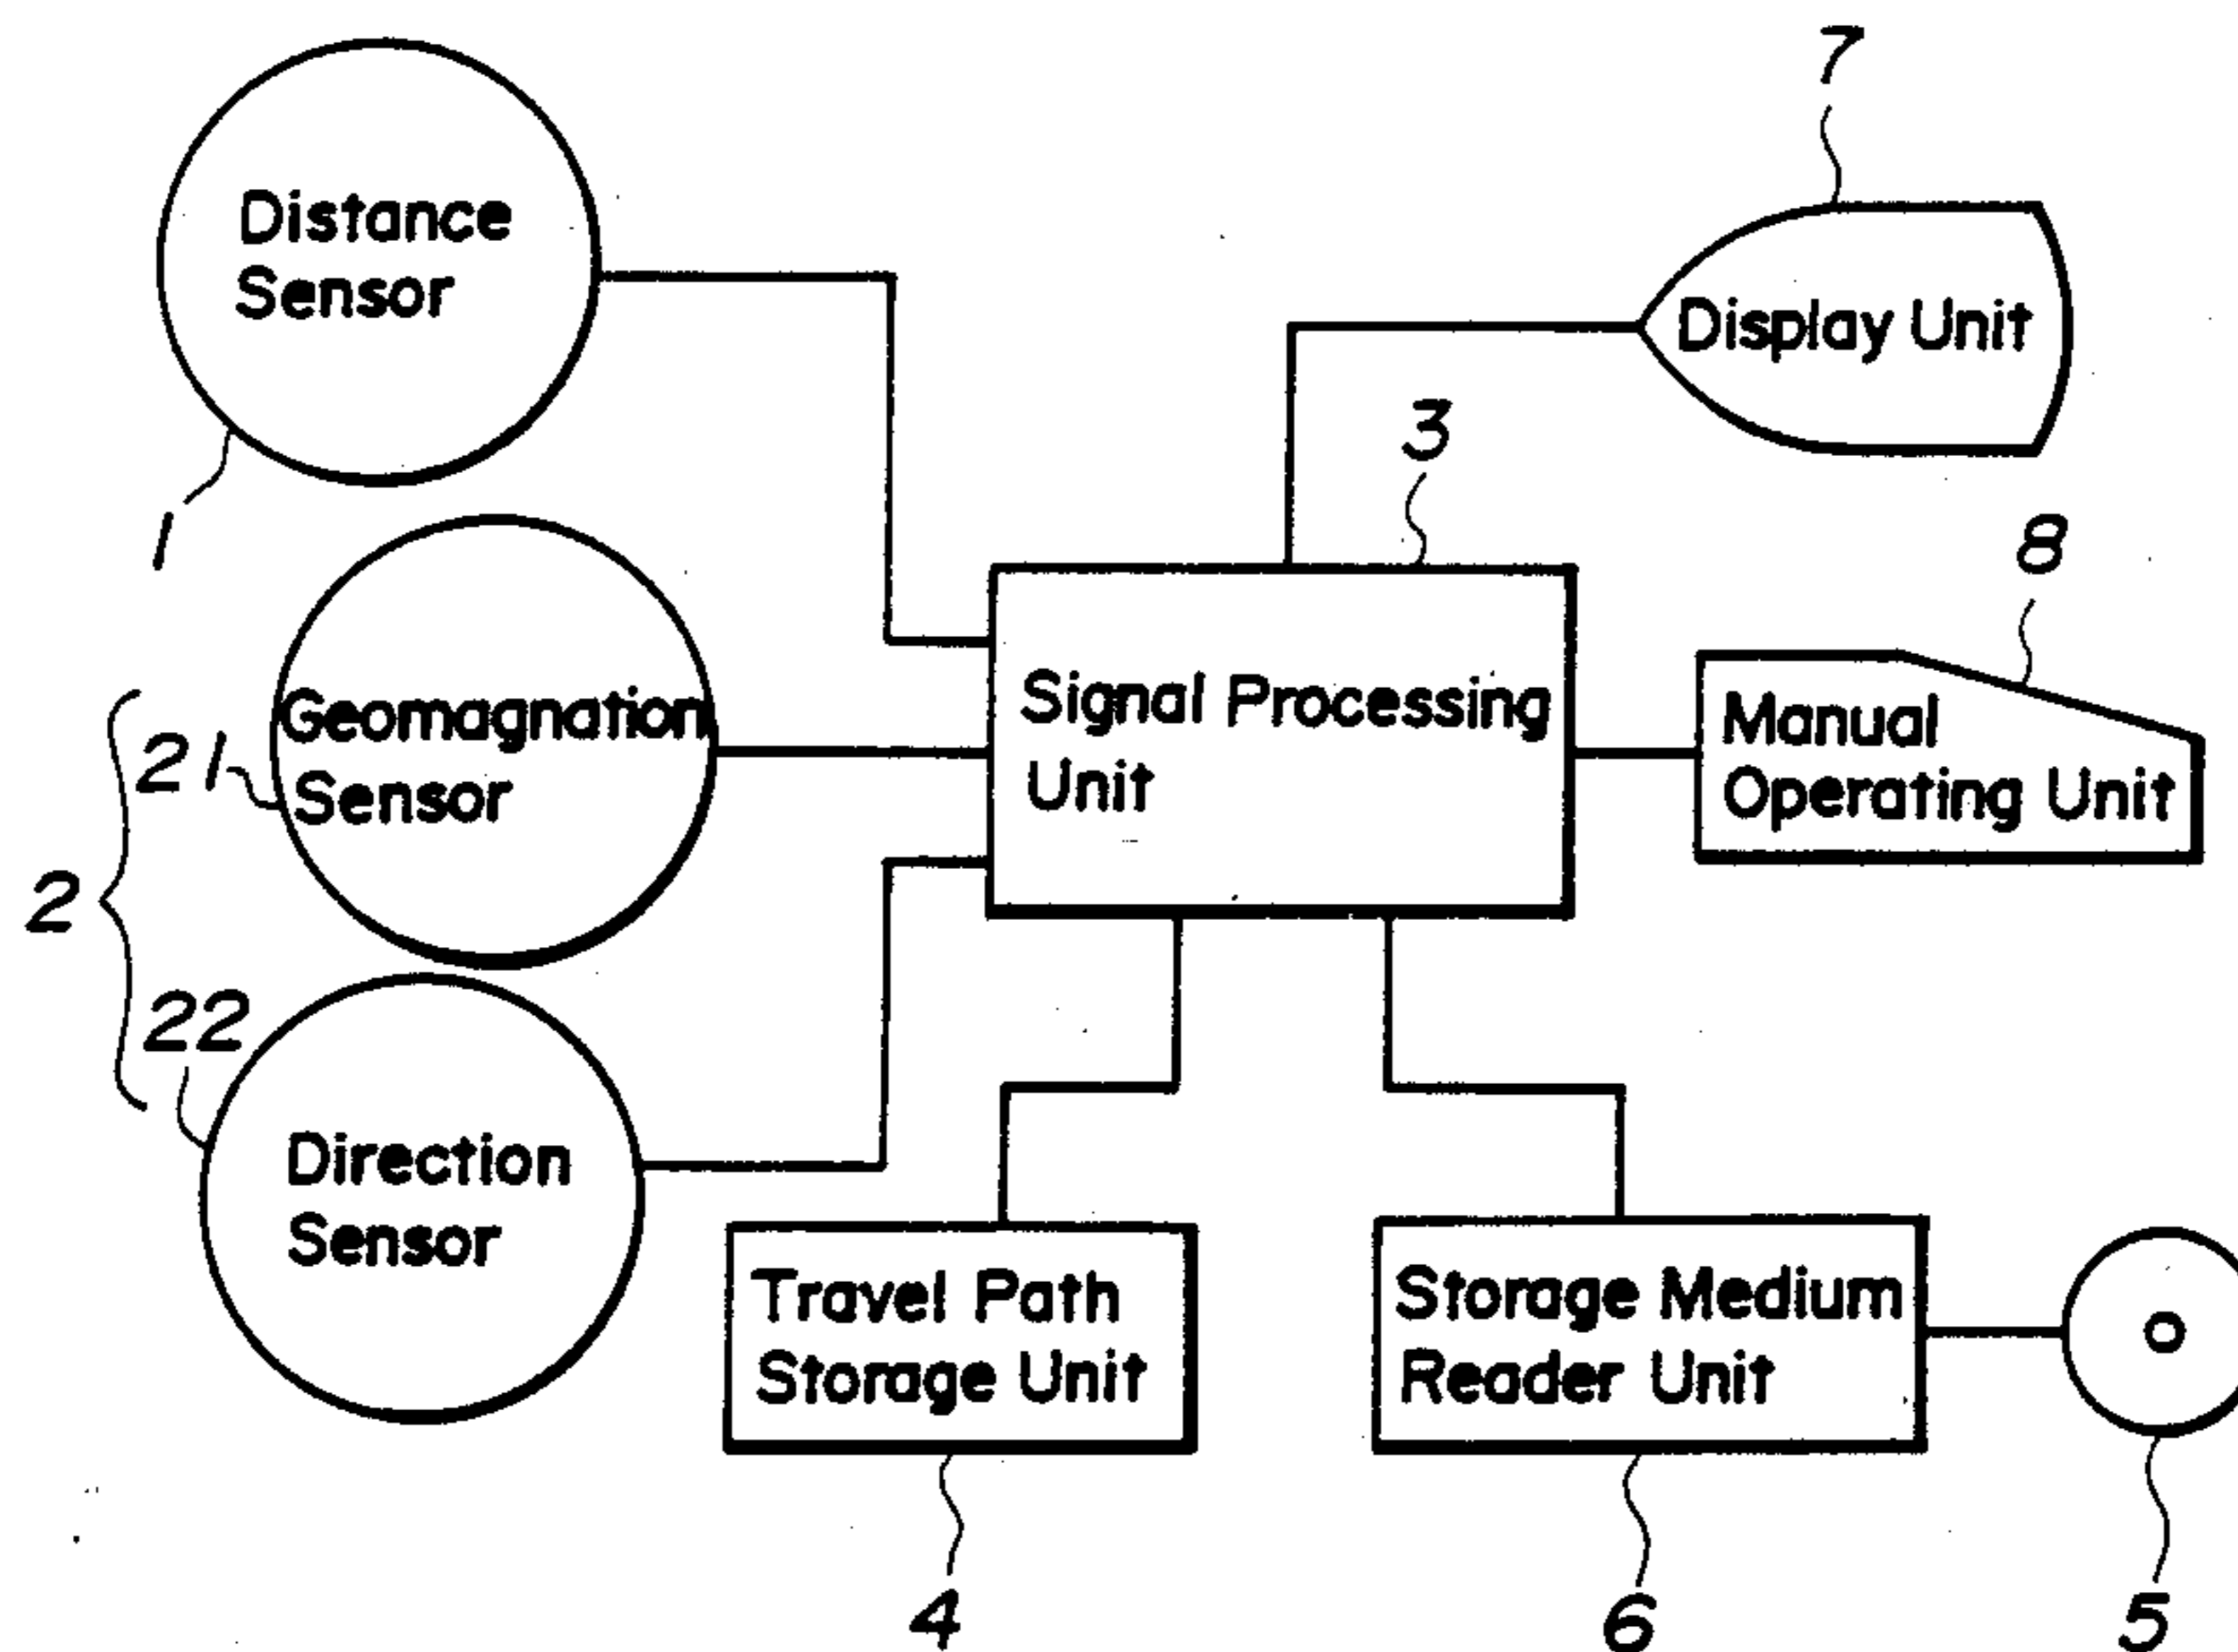 7
Distance
Sensor
Display Unit
3
1
8
Geomagnation
Sensor
21
2
Signal Processing
Unit
Manual
Operating Unit
22
Direction
Sensor
Travel Path
Storage Unit
Storage Medium
Reader Unit
4
6
5